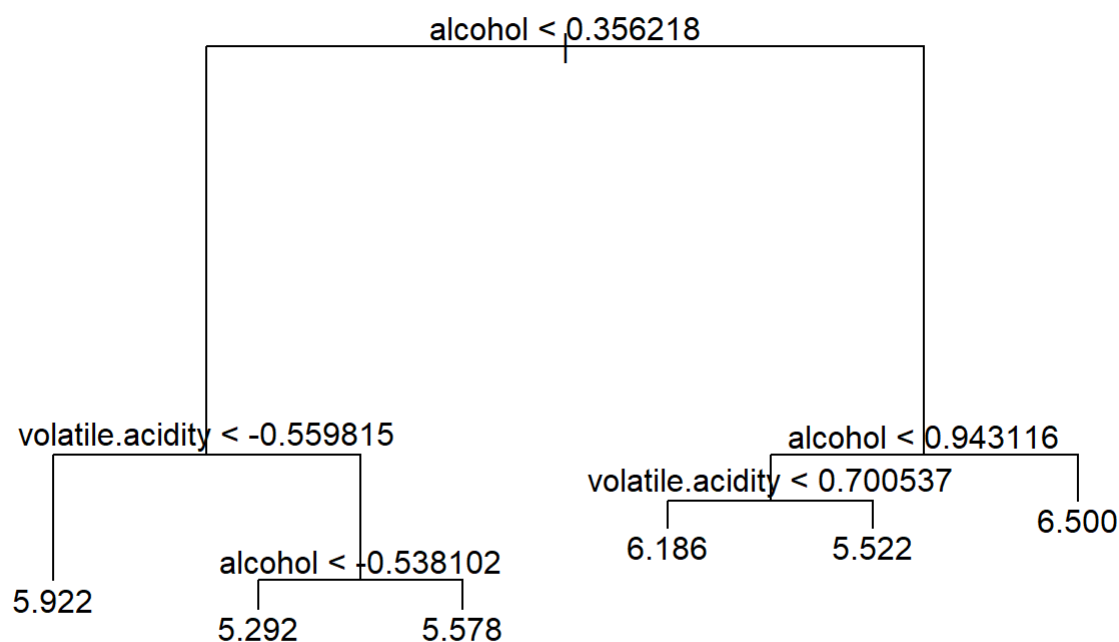 alcohol < 0.356218
volatile.acidity < -0.559815
alcohol < 0.943116
volatile.acidity < 0.700537
6.500
6.186
5.522
alcohol < -0.538102
5.922
5.292
5.578